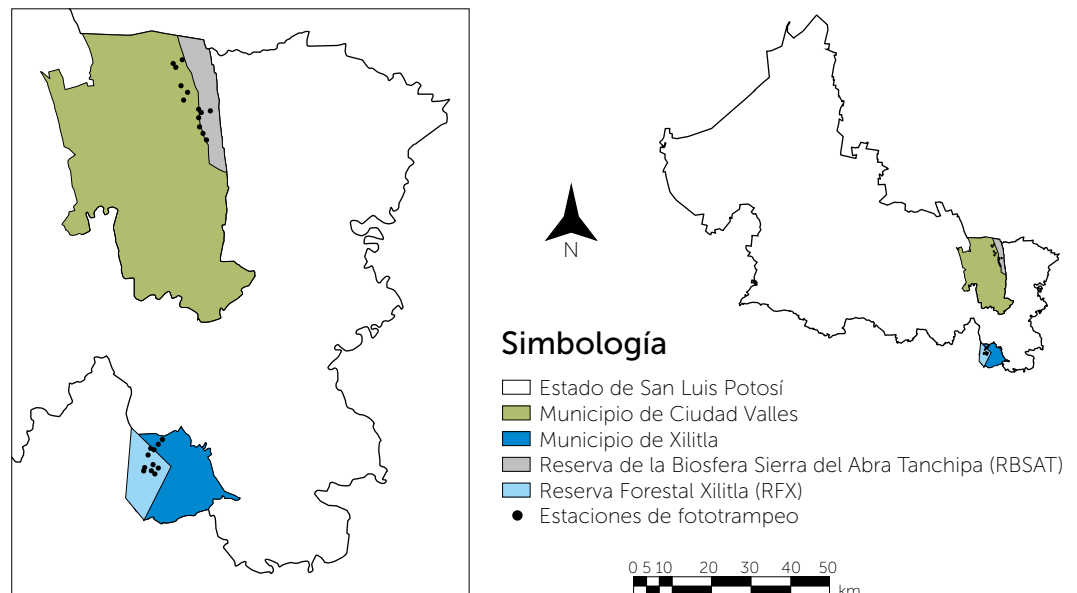 N
Simbología
Estado de San Luis Potosí
Municipio de Ciudad Valles
Municipio de Xilitla
Reserva de la Biosfera Sierra del Abra Tanchipa (RBSAT)
Reserva Forestal Xilitla (RFX)
Estaciones de fototrampeo
0 5 10 20 30 40 50
km